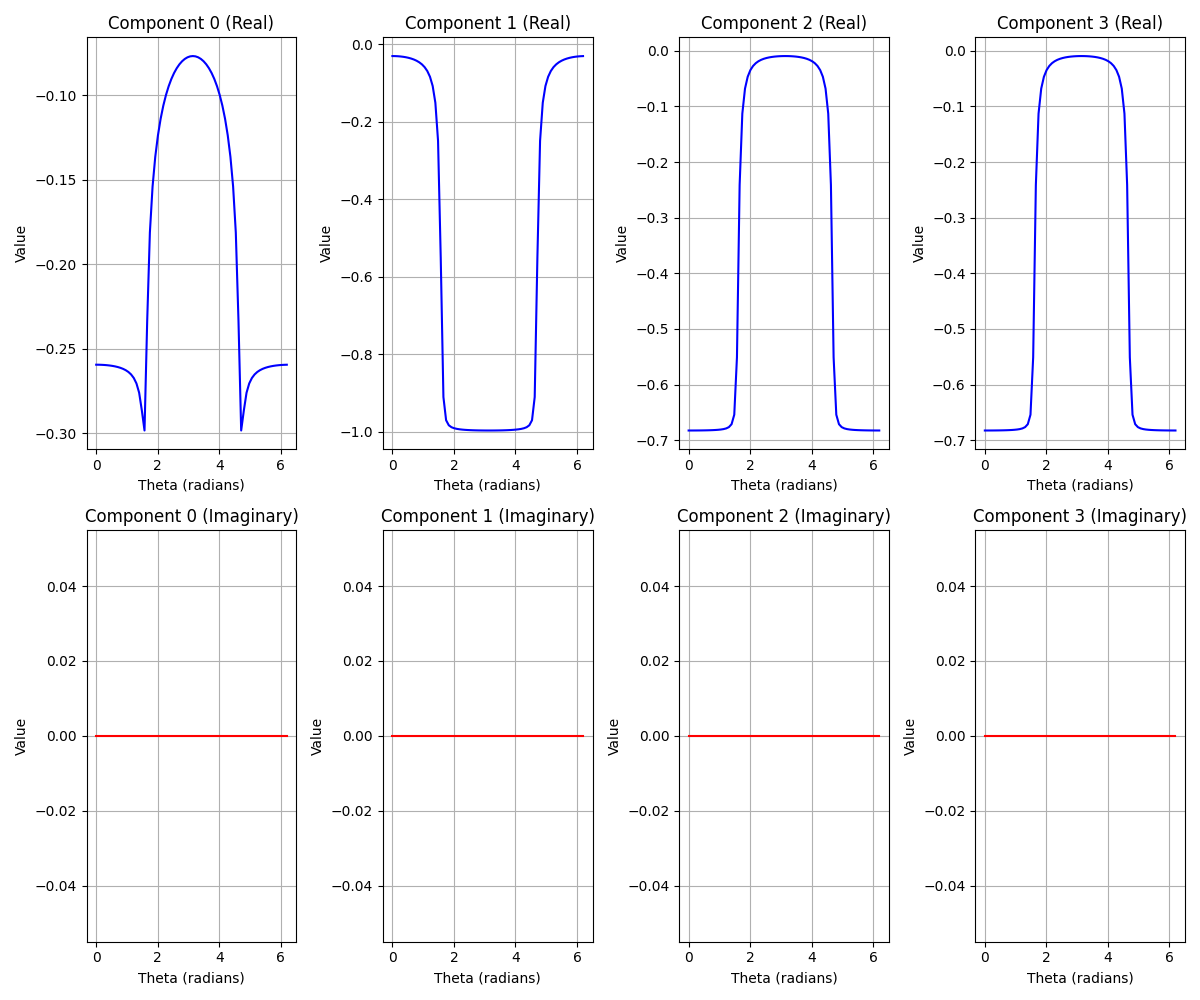 Component 0 (Real)
Component 1 (Real)
Component 2 (Real)
Component 3 (Real)
Value
−0.10
−0.15
−0.20
−0.25
−0.30
0 2 4 6
Theta (radians)
Value
0.0
−0.2
−0.4
−0.6
−0.8
−1.0
0 2 4 6
Theta (radians)
Value
0.0
−0.1
−0.2
−0.3
−0.4
−0.5
−0.6
−0.7
0 2 4 6
Theta (radians)
Value
0.0
−0.1
−0.2
−0.3
−0.4
−0.5
−0.6
−0.7
0 2 4 6
Theta (radians)
Component 0 (Imaginary)
Component 1 (Imaginary)
Component 2 (Imaginary)
Component 3 (Imaginary)
Value
0.04
0.02
0.00
−0.02
−0.04
0 2 4 6
Theta (radians)
Value
0.04
0.02
0.00
−0.02
−0.04
0 2 4 6
Theta (radians)
Value
0.04
0.02
0.00
−0.02
−0.04
0 2 4 6
Theta (radians)
Value
0.04
0.02
0.00
−0.02
−0.04
0 2 4 6
Theta (radians)